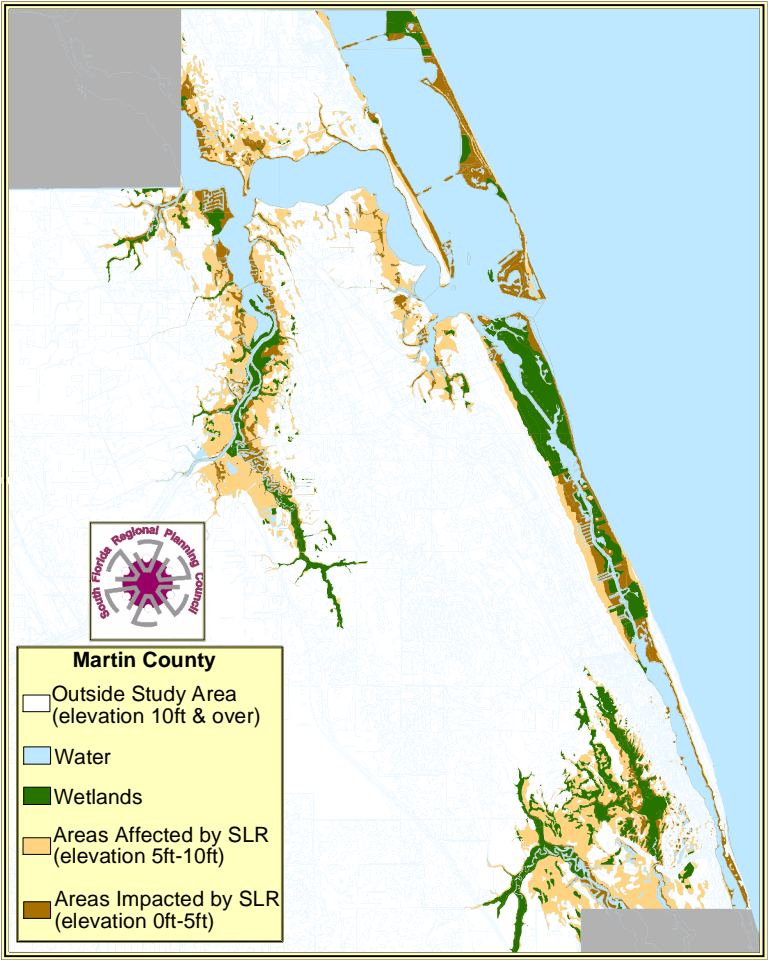 South Florida Regional Planning Council
Martin County
Outside Study Area
(elevation 10ft & over)
Water
Wetlands
Areas Affected by SLR
(elevation 5ft-10ft)
Areas Impacted by SLR
(elevation 0ft-5ft)